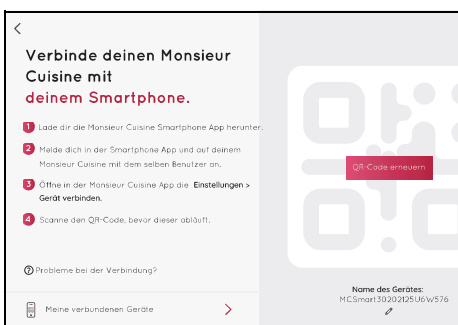 Verbinde deinen Monsieur
Cuisine mit
deinem Smartphone.
1 Lade dir die Monsieur Cuisine Smartphone App herunter.
2 Melde dich in der Smartphone App und auf deinem
Monsieur Cuisine mit dem selben Benutzer an.
3 Öffne in der Monsieur Cuisine App die Einstellungen >
Gerät verbinden.
4 Scanne den QR-Code, bevor dieser abläuft.
? Probleme bei der Verbindung?
Meine verbundenen Geräte
QR-Code erneuern
Name des Gerätes:
MCSmart30202125U6W576